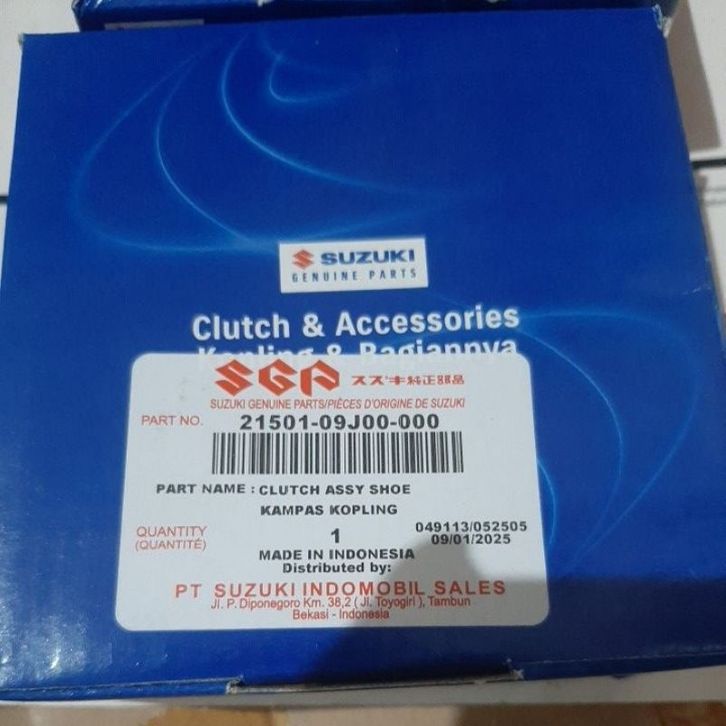 SUZUKI
GENUINE PARTS
Clutch & Accessories
Kopling & Bagiannya
SGP スズキ純正部品
SUZUKI GENUINE PARTS/PIÈCES D'ORIGINE DE SUZUKI
PART NO. 21501-09J00-000
PART NAME : CLUTCH ASSY SHOE
KAMPAS KOPLING
QUANTITY 1 049113/052505
(QUANTITÉ) 09/01/2025
MADE IN INDONESIA
Distributed by:
PT SUZUKI INDOMOBIL SALES
Jl. P. Diponegoro Km. 38,2 ( Jl. Toyogiri ), Tambun
Bekasi - Indonesia